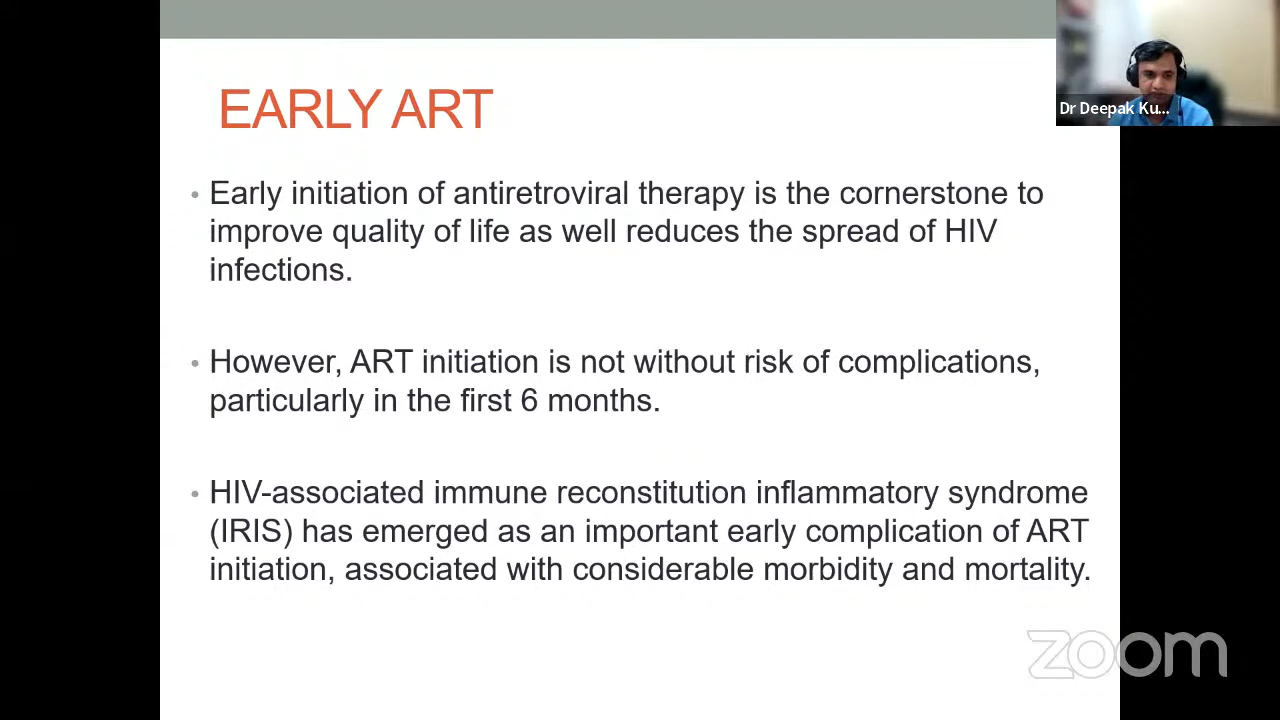 EARLY ART
Dr Deepak Ku...
• Early initiation of antiretroviral therapy is the cornerstone to
improve quality of life as well reduces the spread of HIV
infections.
• However, ART initiation is not without risk of complications,
particularly in the first 6 months.
• HIV-associated immune reconstitution inflammatory syndrome
(IRIS) has emerged as an important early complication of ART
initiation, associated with considerable morbidity and mortality.
zoom